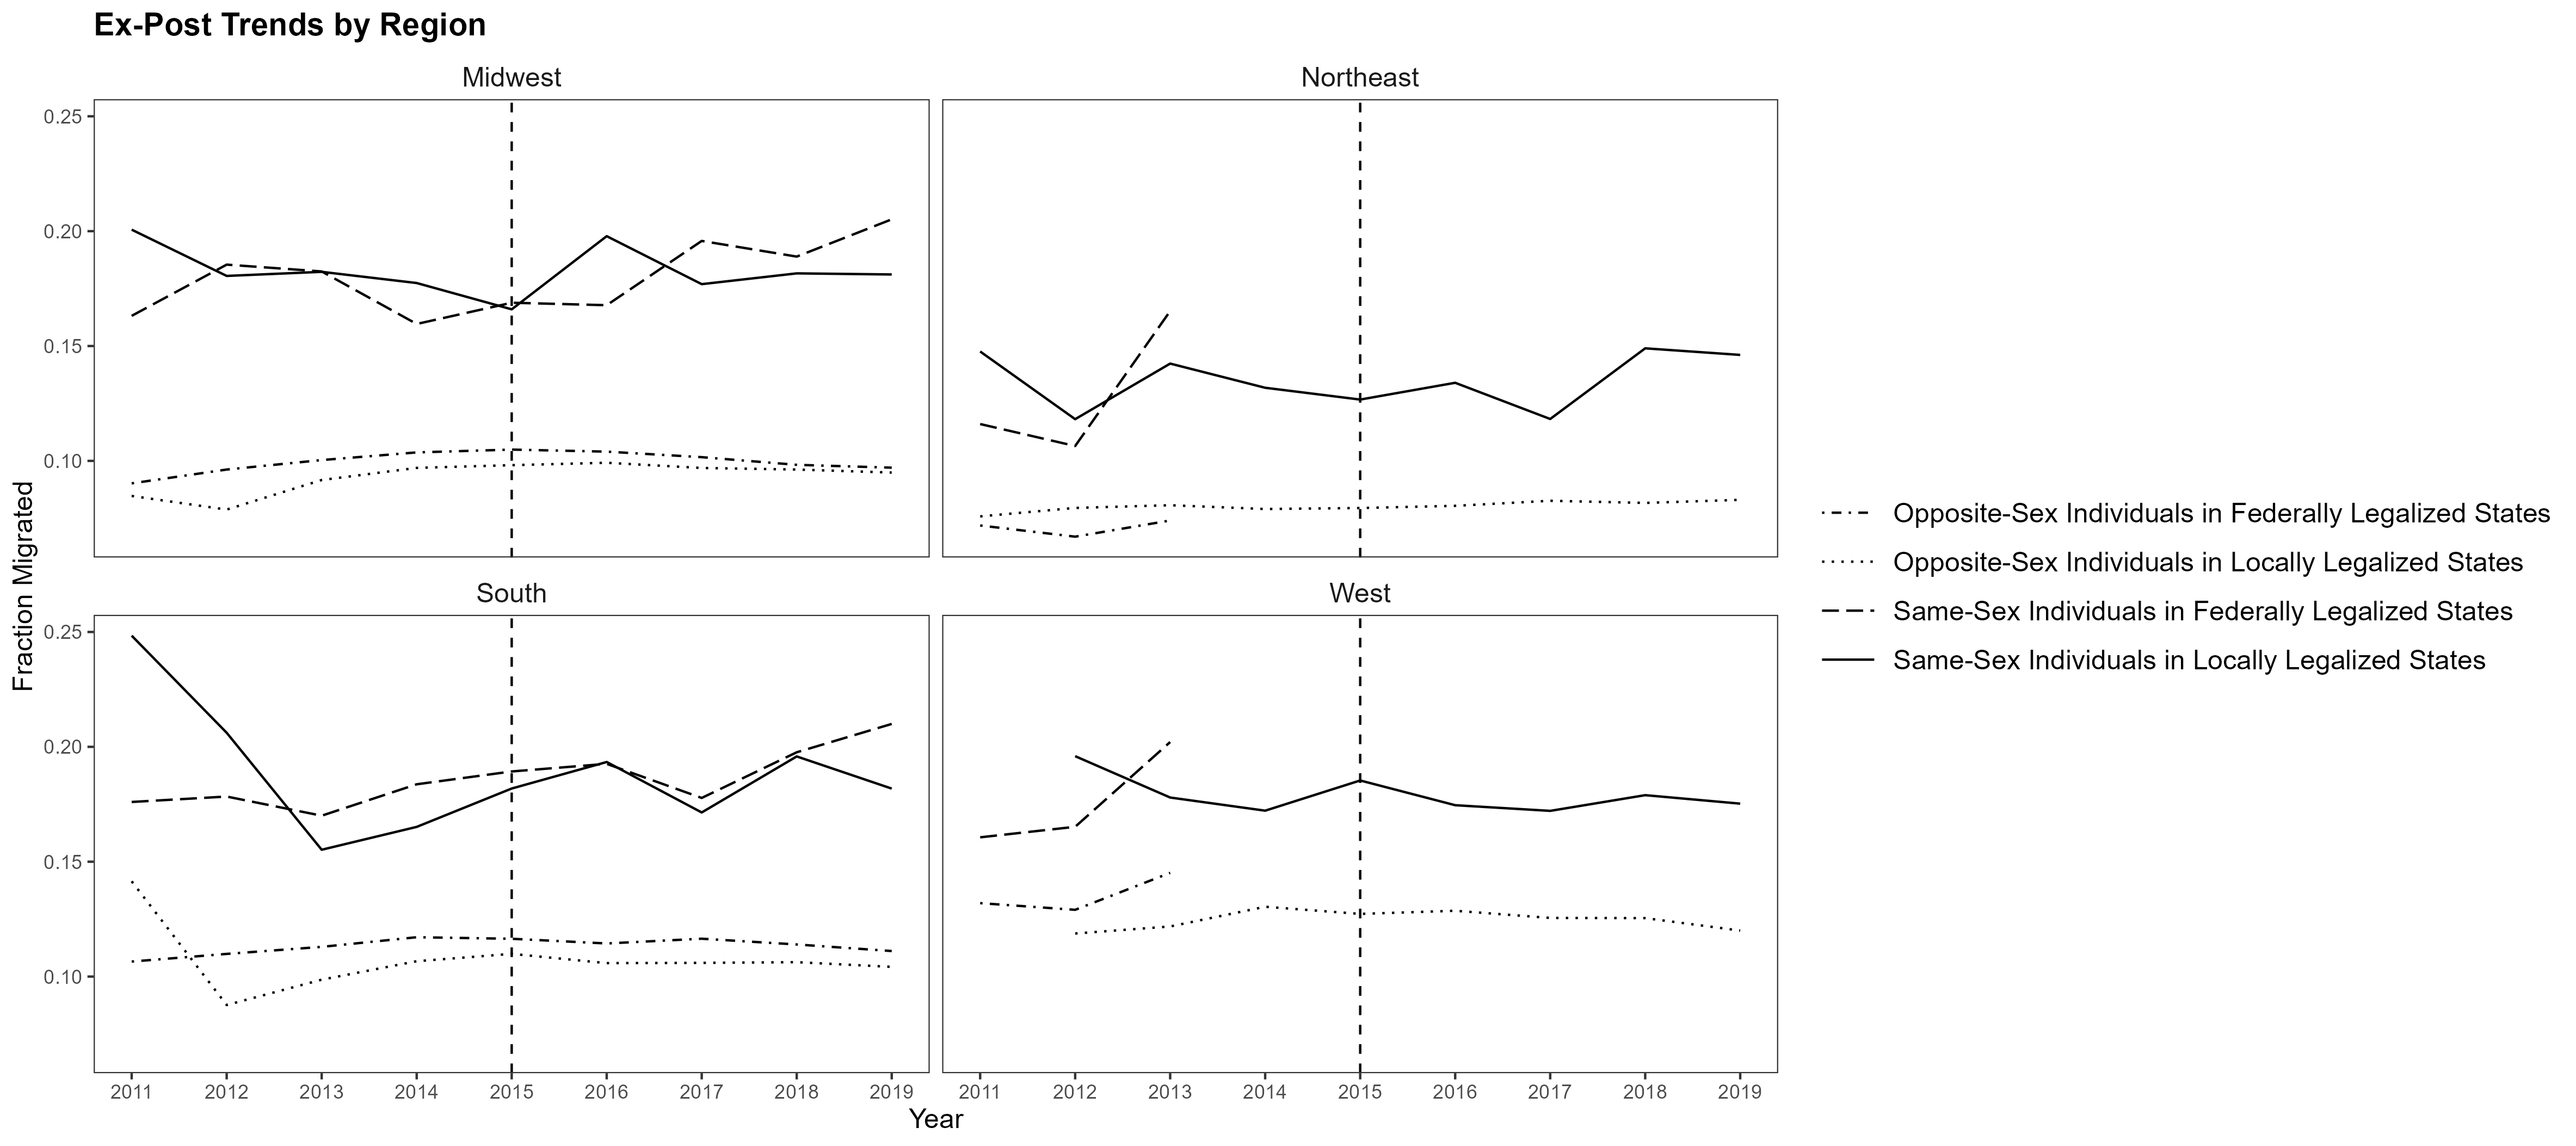 Ex-Post Trends by Region
Midwest
Northeast
0.25
0.20
0.15
0.10
South
West
0.25
0.20
0.15
0.10
Fraction Migrated
2011 2012 2013 2014 2015 2016 2017 2018 2019
2011 2012 2013 2014 2015 2016 2017 2018 2019
Year
Opposite-Sex Individuals in Federally Legalized States
Opposite-Sex Individuals in Locally Legalized States
Same-Sex Individuals in Federally Legalized States
Same-Sex Individuals in Locally Legalized States